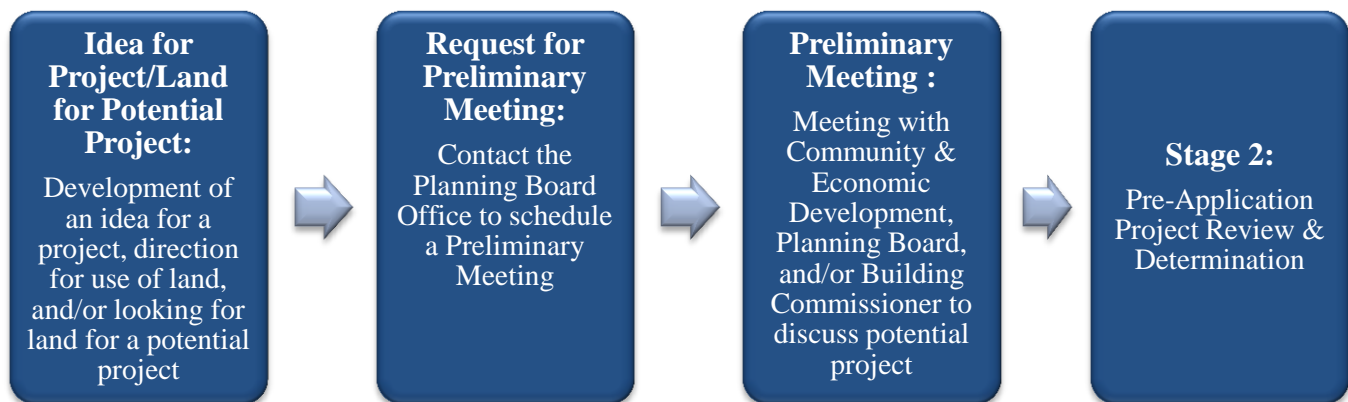 Idea for
Project/Land
for Potential
Project:
Development of
an idea for a
project, direction
for use of land,
and/or looking for
land for a potential
project
Request for
Preliminary
Meeting:
Contact the
Planning Board
Office to schedule
a Preliminary
Meeting
Preliminary
Meeting :
Meeting with
Community &
Economic
Development,
Planning Board,
and/or Building
Commissioner to
discuss potential
project
Stage 2:
Pre-Application
Project Review &
Determination